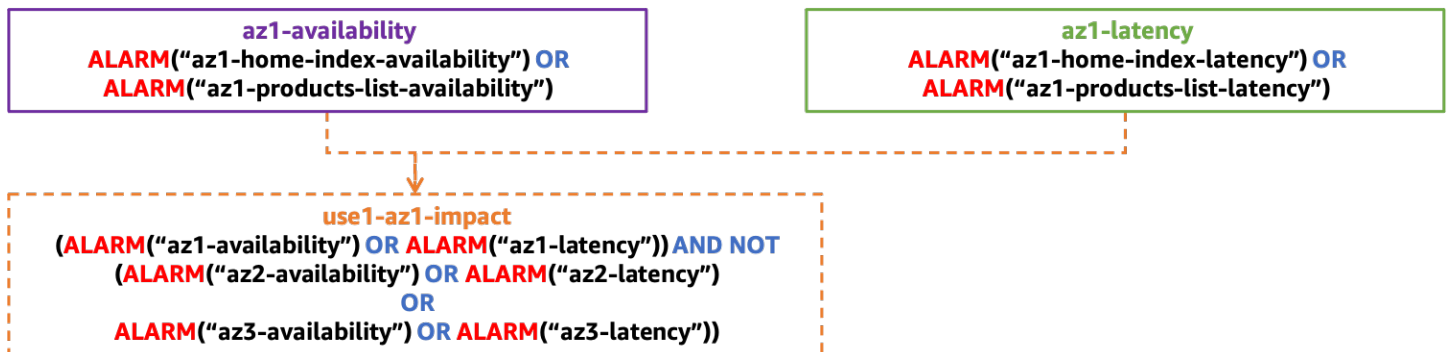 az1-availability
ALARM(“az1-home-index-availability”) OR
ALARM(“az1-products-list-availability”)
az1-latency
ALARM(“az1-home-index-latency”) OR
ALARM(“az1-products-list-latency”)
use1-az1-impact
(ALARM(“az1-availability”) OR ALARM(“az1-latency”)) AND NOT
(ALARM(“az2-availability”) OR ALARM(“az2-latency”)
OR
ALARM(“az3-availability”) OR ALARM(“az3-latency”))